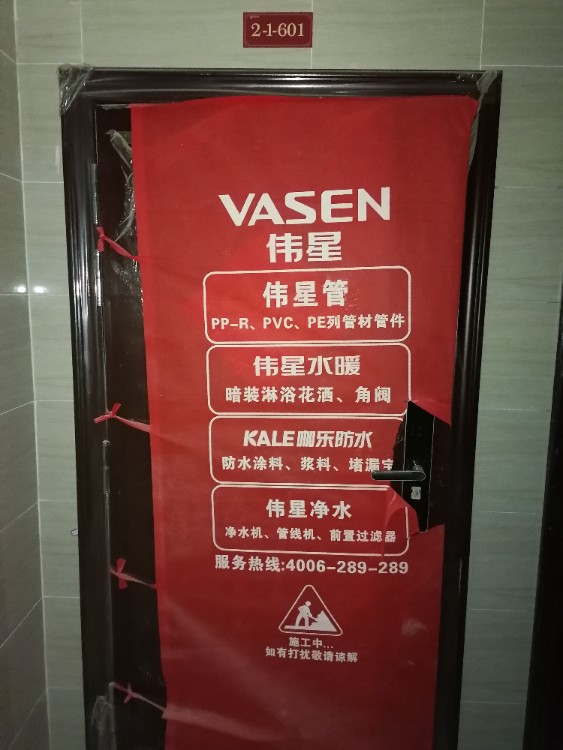 2-1-601
VASEN
伟星
伟星管
PP-R、PVC、PE列管材管件
伟星水暖
暗装淋浴花洒、角阀
KALE咖乐防水
防水涂料、浆料、堵漏宝
伟星净水
净水机、管线机、前置过滤器
服务热线:4006-289-289
施工中...
如有打扰敬请谅解